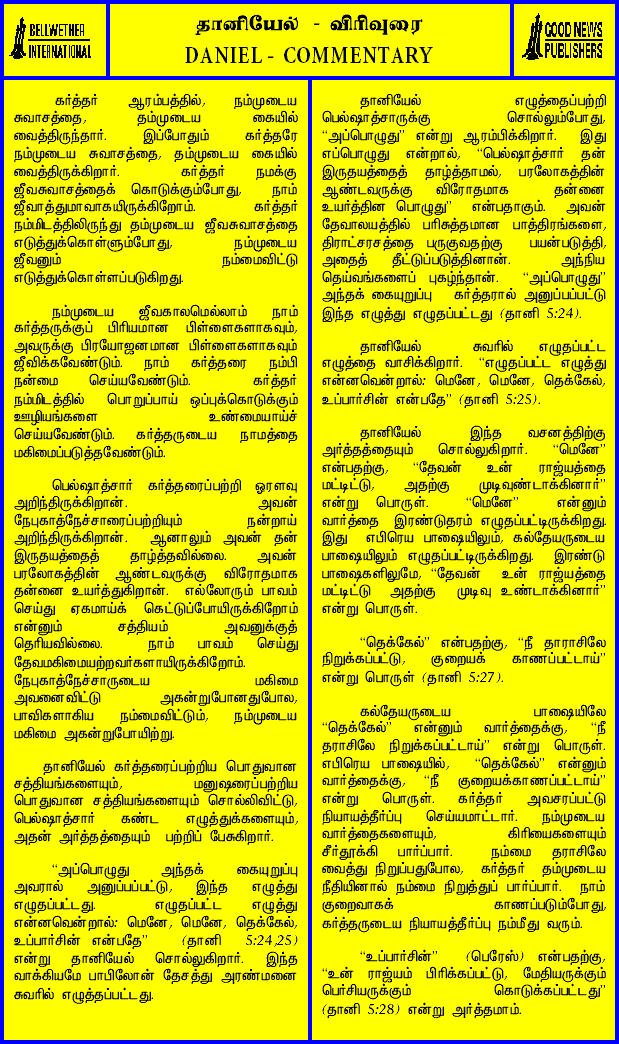 BELLWETHER
INTERNATIONAL
தானியேல் - விரிவுரை
DANIEL - COMMENTARY
GOOD NEWS
PUBLISHERS
கர்த்தர் ஆரம்பத்தில், நம்முடைய
சுவாசத்தை, தம்முடைய கையில்
வைத்திருந்தார். இப்போதும் கர்த்தரே
நம்முடைய சுவாசத்தை, தம்முடைய கையில்
வைத்திருக்கிறார். கர்த்தர் நமக்கு
ஜீவசுவாசத்தைக் கொடுக்கும்போது, நாம்
ஜீவாத்துமாவாகயிருக்கிறோம். கர்த்தர்
நம்மிடத்திலிருந்து தம்முடைய ஜீவசுவாசத்தை
எடுத்துக்கொள்ளும்போது, நம்முடைய
ஜீவனும் நம்மைவிட்டு
எடுத்துக்கொள்ளப்படுகிறது.
நம்முடைய ஜீவகாலமெல்லாம் நாம்
கர்த்தருக்குப் பிரியமான பிள்ளைகளாகவும்,
அவருக்கு பிரயோஜனமான பிள்ளைகளாகவும்
ஜீவிக்கவேண்டும். நாம் கர்த்தரை நம்பி
நன்மை செய்யவேண்டும். கர்த்தர்
நம்மிடத்தில் பொறுப்பாய் ஒப்புக்கொடுக்கும்
ஊழியங்களை உண்மையாய்ச்
செய்யவேண்டும். கர்த்தருடைய நாமத்தை
மகிமைப்படுத்தவேண்டும்.
பெல்ஷாத்சார் கர்த்தரைப்பற்றி ஓரளவு
அறிந்திருக்கிறான். அவன்
நேபுகாத்நேச்சாரைப்பற்றியும் நன்றாய்
அறிந்திருக்கிறான். ஆனாலும் அவன் தன்
இருதயத்தைத் தாழ்த்தவில்லை. அவன்
பரலோகத்தின் ஆண்டவருக்கு விரோதமாக
தன்னை உயர்த்துகிறான். எல்லோரும் பாவம்
செய்து ஏகமாய்க் கெட்டுப்போயிருக்கிறோம்
என்னும் சத்தியம் அவனுக்குத்
தெரியவில்லை. நாம் பாவம் செய்து
தேவமகிமையற்றவர்களாயிருக்கிறோம்.
நேபுகாத்நேச்சாருடைய மகிமை
அவனைவிட்டு அகன்றுபோனதுபோல,
பாவிகளாகிய நம்மைவிட்டும், நம்முடைய
மகிமை அகன்றுபோயிற்று.
தானியேல் கர்த்தரைப்பற்றிய பொதுவான
சத்தியங்களையும், மனுஷரைப்பற்றிய
பொதுவான சத்தியங்களையும் சொல்லிவிட்டு,
பெல்ஷாத்சார் கண்ட எழுத்துக்களையும்,
அதன் அர்த்தத்தையும் பற்றிப் பேசுகிறார்.
“அப்பொழுது அந்தக் கையுறுப்பு
அவரால் அனுப்பப்பட்டு, இந்த எழுத்து
எழுதப்பட்டது. எழுதப்பட்ட எழுத்து
என்னவென்றால்: மெனே, மெனே, தெக்கேல்,
உப்பார்சின் என்பதே” (தானி 5:24,25)
என்று தானியேல் சொல்லுகிறார். இந்த
வாக்கியமே பாபிலோன் தேசத்து அரண்மனை
சுவரில் எழுத்தப்பட்டது.
தானியேல் எழுத்தைப்பற்றி
பெல்ஷாத்சாருக்கு சொல்லும்போது,
“அப்பொழுது” என்று ஆரம்பிக்கிறார். இது
எப்பொழுது என்றால், “பெல்ஷாத்சார் தன்
இருதயத்தைத் தாழ்த்தாமல், பரலோகத்தின்
ஆண்டவருக்கு விரோதமாக தன்னை
உயர்த்தின பொழுது” என்பதாகும். அவன்
தேவாலயத்தில் பரிசுத்தமான பாத்திரங்களை,
திராட்சரசத்தை பருகுவதற்கு பயன்படுத்தி,
அதைத் தீட்டுப்படுத்தினான். அந்நிய
தெய்வங்களைப் புகழ்ந்தான். “அப்பொழுது”
அந்தக் கையுறுப்பு கர்த்தரால் அனுப்பப்பட்டு
இந்த எழுத்து எழுதப்பட்டது (தானி 5:24).
தானியேல் சுவரில் எழுதப்பட்ட
எழுத்தை வாசிக்கிறார். “எழுதப்பட்ட எழுத்து
என்னவென்றால்: மெனே, மெனே, தெக்கேல்,
உப்பார்சின் என்பதே” (தானி 5:25).
தானியேல் இந்த வசனத்திற்கு
அர்த்தத்தையும் சொல்லுகிறார். “மெனே”
என்பதற்கு, “தேவன் உன் ராஜ்யத்தை
மட்டிட்டு, அதற்கு முடிவுண்டாக்கினார்”
என்று பொருள். “மெனே” என்னும்
வார்த்தை இரண்டுதரம் எழுதப்பட்டிருக்கிறது.
இது எபிரெய பாஷையிலும், கல்தேயருடைய
பாஷையிலும் எழுதப்பட்டிருக்கிறது. இரண்டு
பாஷைகளிலுமே, “தேவன் உன் ராஜ்யத்தை
மட்டிட்டு அதற்கு முடிவு உண்டாக்கினார்”
என்று பொருள்.
“தெக்கேல்” என்பதற்கு, “நீ தாராசிலே
நிறுக்கப்பட்டு, குறையக் காணப்பட்டாய்”
என்று பொருள் (தானி 5:27).
கல்தேயருடைய பாஷையிலே
“தெக்கேல்” என்னும் வார்த்தைக்கு, “நீ
தராசிலே நிறுக்கப்பட்டாய்” என்று பொருள்.
எபிரெய பாஷையில், “தெக்கேல்” என்னும்
வார்த்தைக்கு, “நீ குறையக்காணப்பட்டாய்”
என்று பொருள். கர்த்தர் அவசரப்பட்டு
நியாயத்தீர்ப்பு செய்யமாட்டார். நம்முடைய
வார்த்தைகளையும், கிரியைகளையும்
சீர்தூக்கி பார்ப்பார். நம்மை தராசிலே
வைத்து நிறுப்பதுபோல, கர்த்தர் தம்முடைய
நீதியினால் நம்மை நிறுத்துப் பார்ப்பார். நாம்
குறைவாகக் காணப்படும்போது,
கர்த்தருடைய நியாயத்தீர்ப்பு நம்மீது வரும்.
“உப்பார்சின்” (பெரேஸ்) என்பதற்கு,
“உன் ராஜ்யம் பிரிக்கப்பட்டு, மேதியருக்கும்
பெர்சியருக்கும் கொடுக்கப்பட்டது”
(தானி 5:28) என்று அர்த்தமாம்.